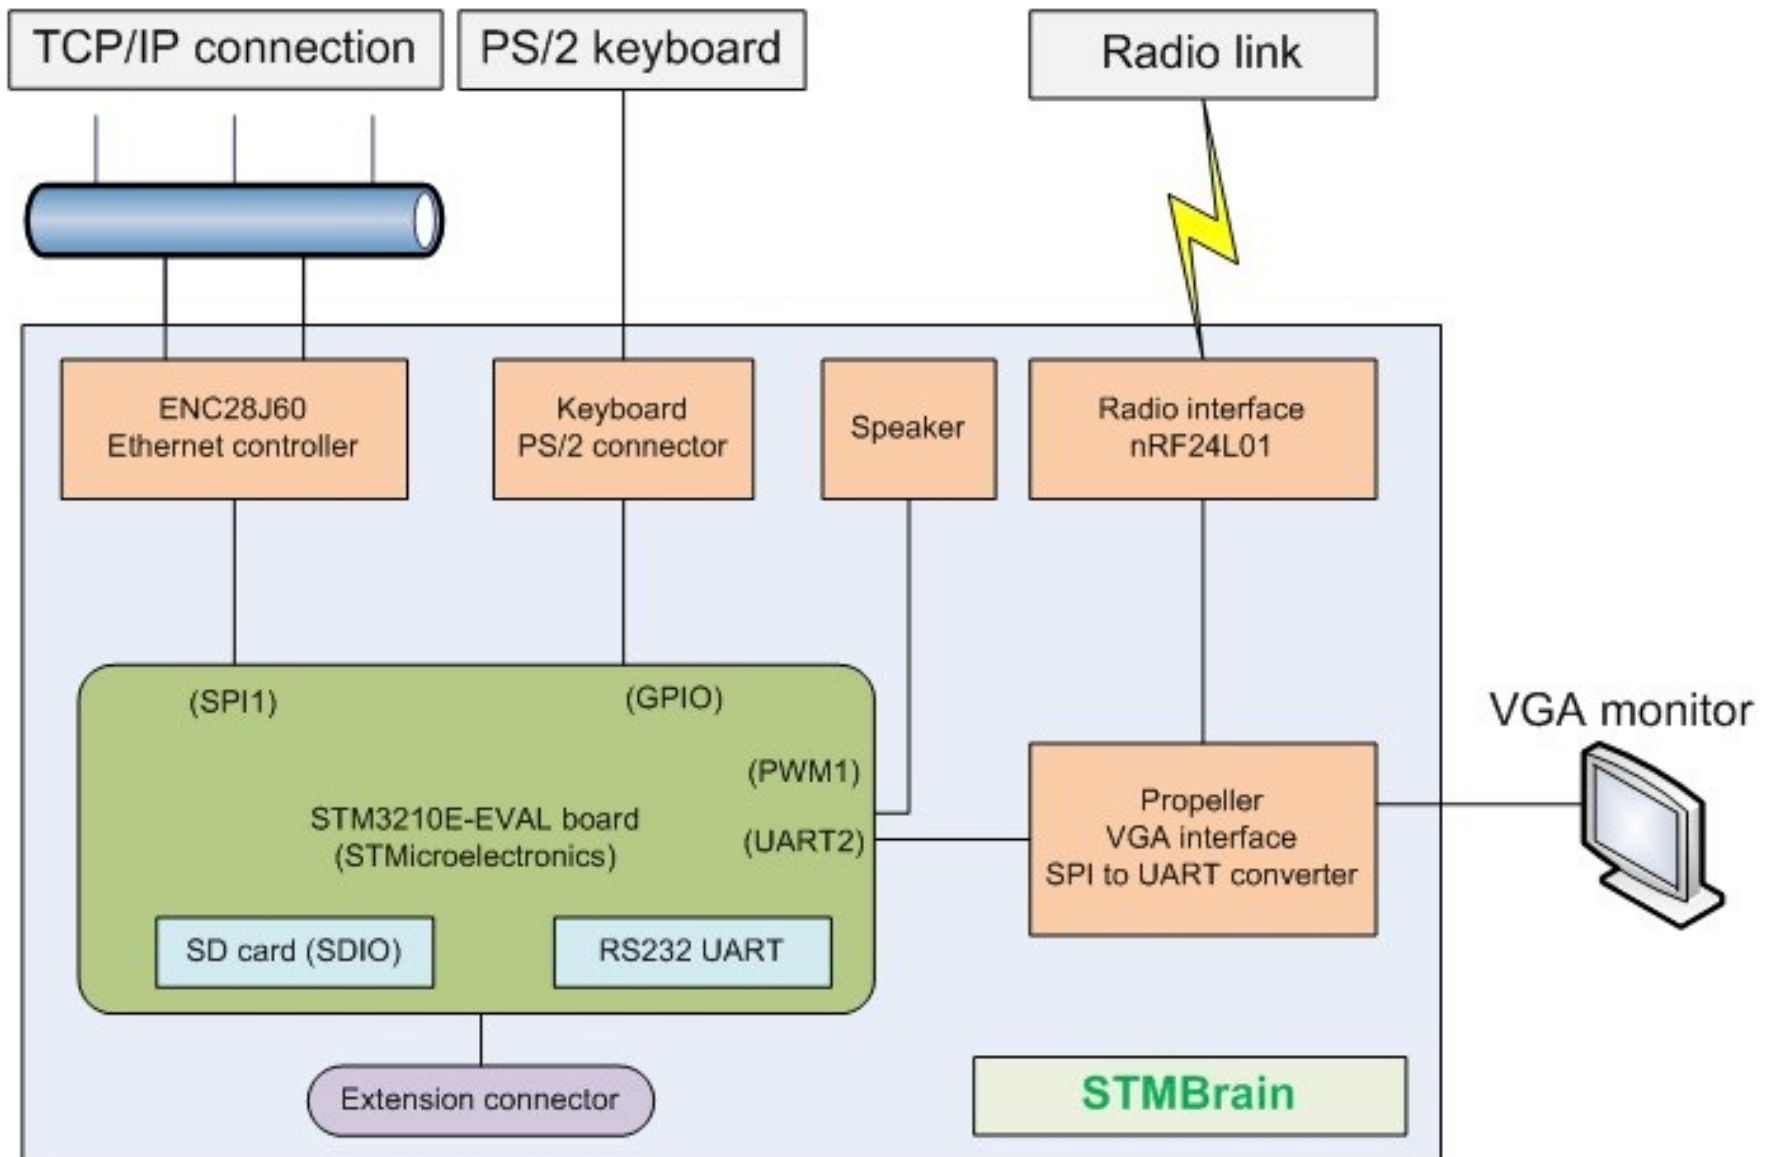 TCP/IP connection
PS/2 keyboard
Radio link
ENC28J60
Ethernet controller
Keyboard
PS/2 connector
Speaker
Radio interface
nRF24L01
(SPI1)
(GPIO)
(PWM1)
(UART2)
STM3210E-EVAL board
(STMicroelectronics)
SD card (SDIO)
RS232 UART
Propeller
VGA interface
SPI to UART converter
VGA monitor
Extension connector
STMBrain